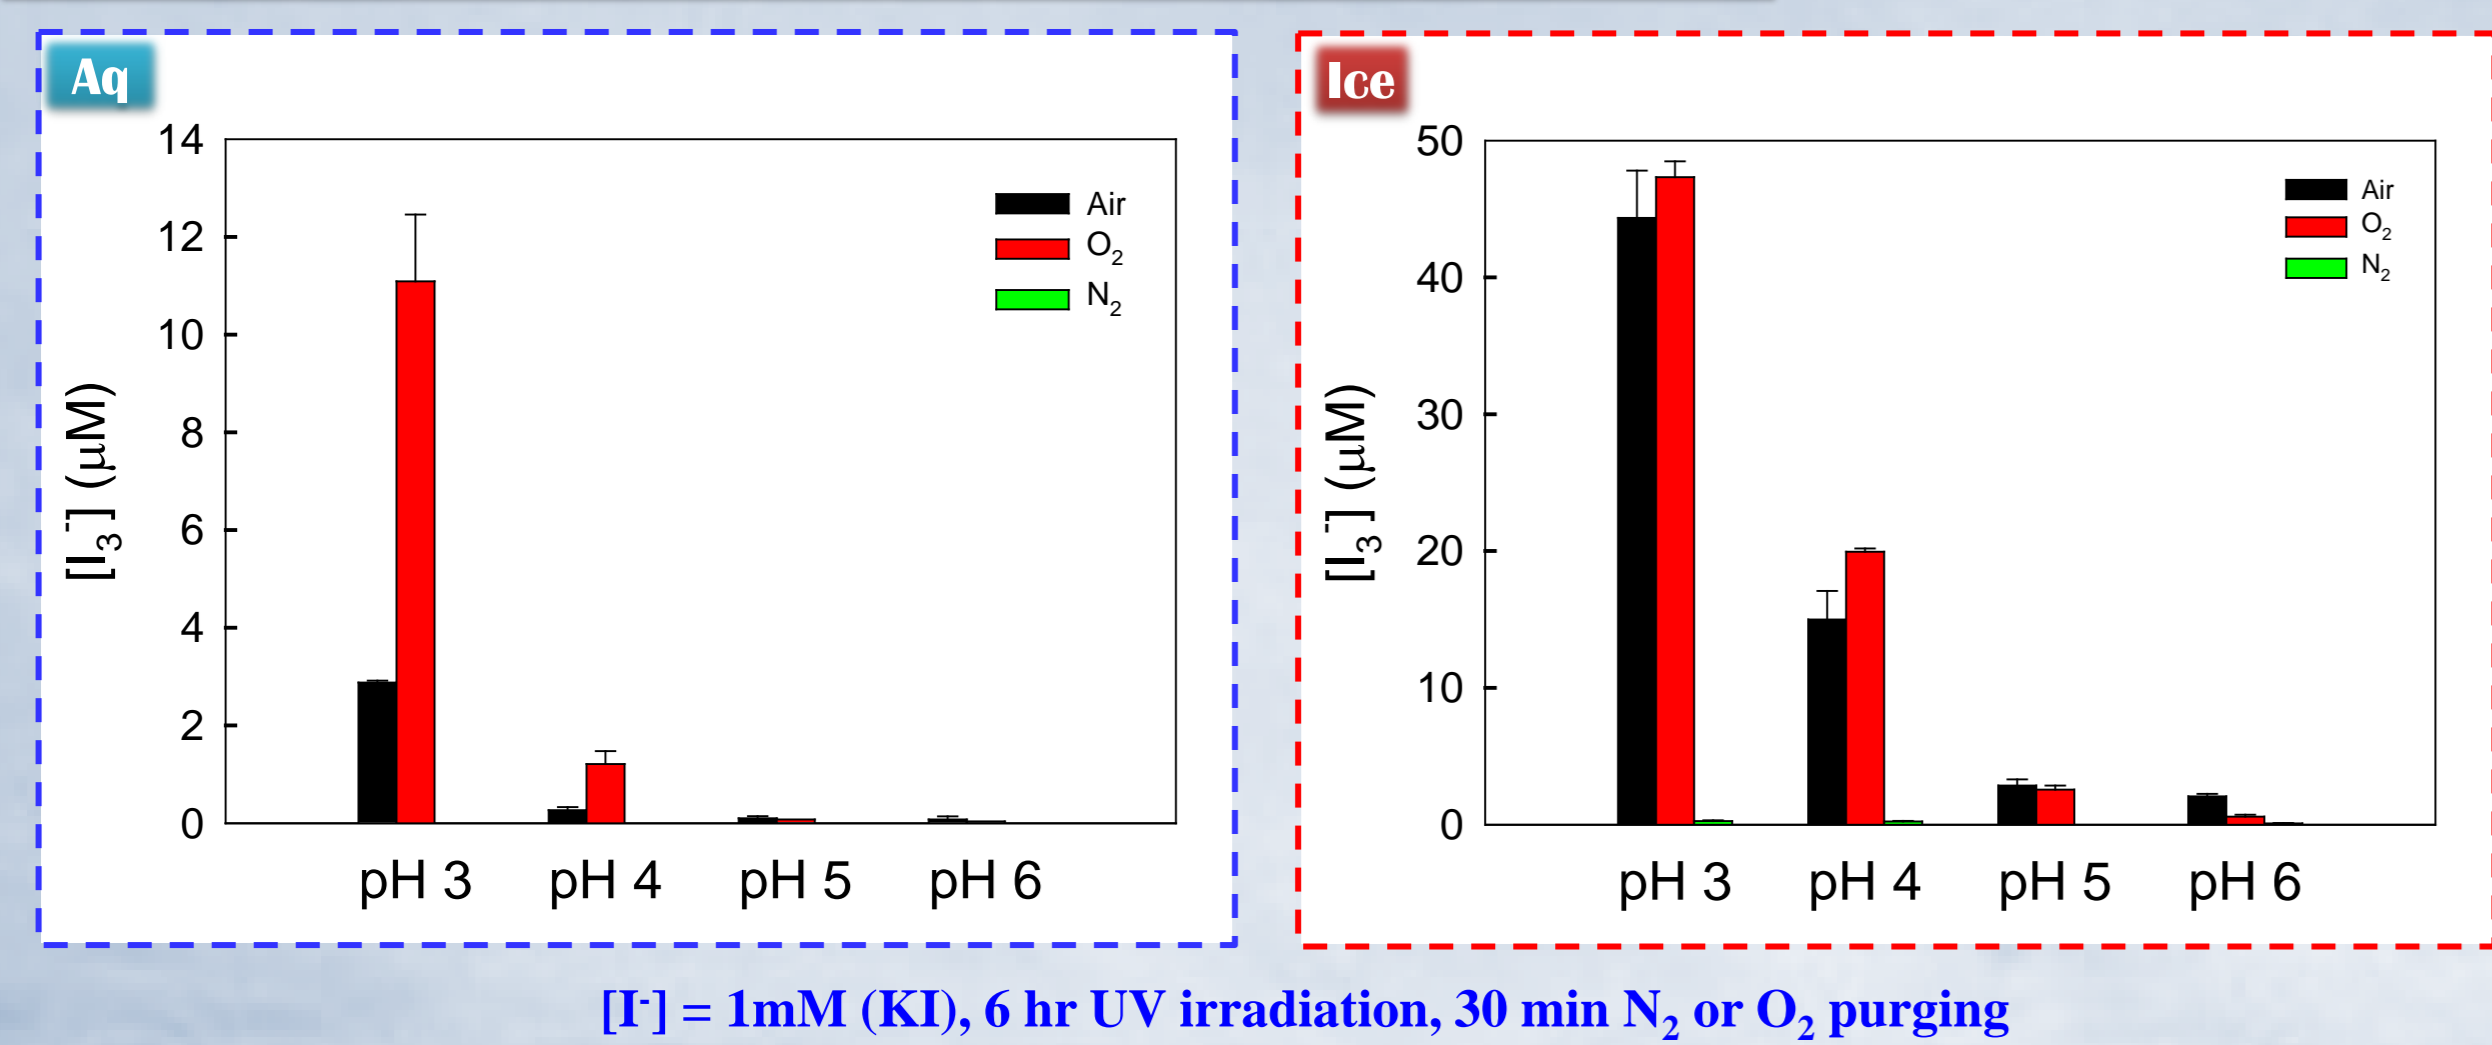 Aq
14
12
10
8
6
4
2
0
[I₃⁻] (μM)
Air
O₂
N₂
pH 3 pH 4 pH 5 pH 6
Ice
50
40
30
20
10
0
[I₃⁻] (μM)
Air
O₂
N₂
pH 3 pH 4 pH 5 pH 6
[I⁻] = 1mM (KI), 6 hr UV irradiation, 30 min N₂ or O₂ purging